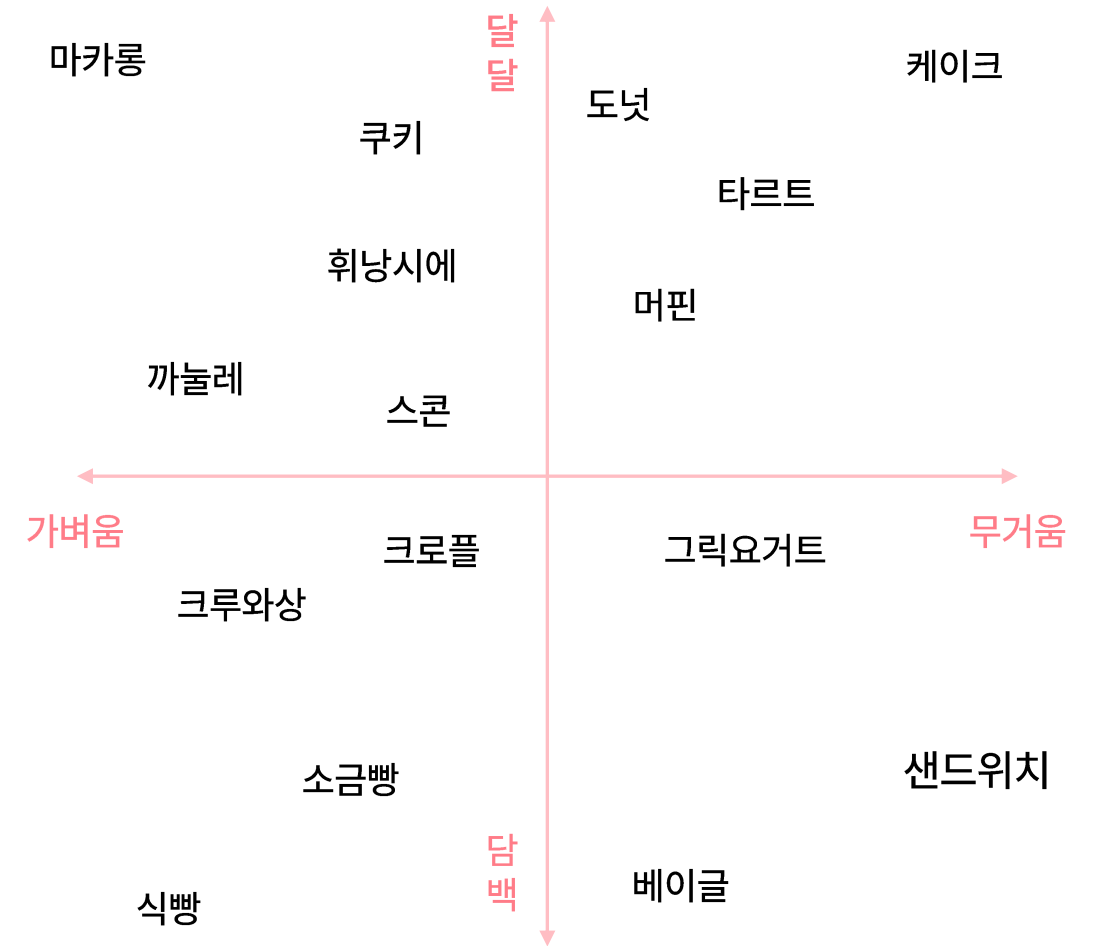 달달
마카롱
케이크
도넛
쿠키
타르트
휘낭시에
머핀
까눌레
스콘
가벼움
무거움
크로플
그릭요거트
크루와상
샌드위치
소금빵
담백
베이글
식빵